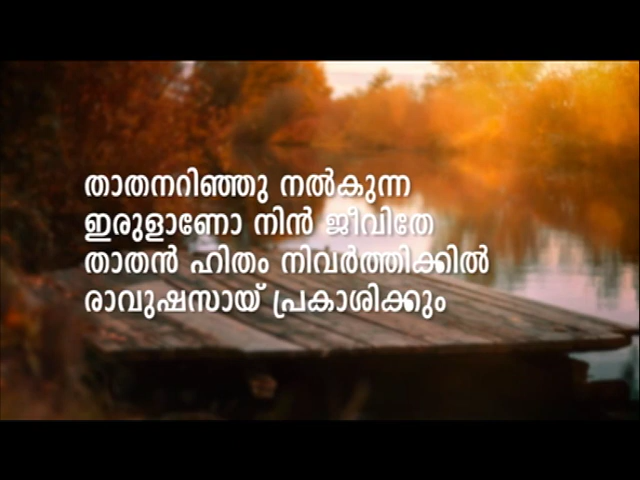 താതനറിഞ്ഞു നൽകുന്ന
ഇരുളാണോ നിൻ ജീവിതേ
താതൻ ഹിതം നിവർത്തിക്കിൽ
രാവുഷസായ് പ്രകാശിക്കും